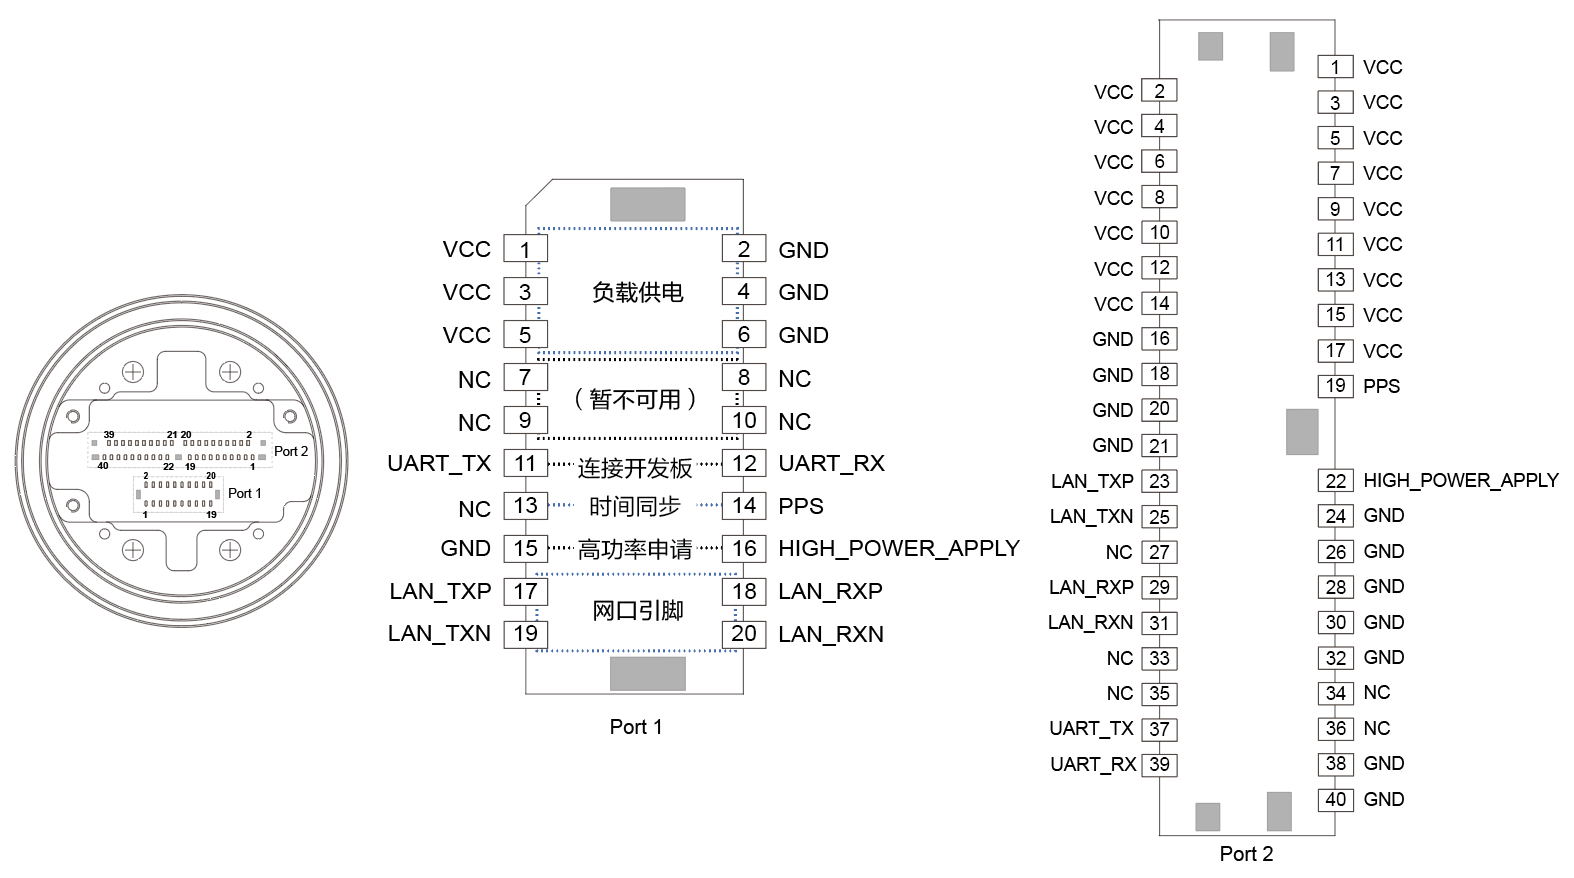 39 21 20 2
Port 2
40 22 19 1
2 20
Port 1
1 19
VCC 1 2 GND
负载供电
VCC 3 4 GND
VCC 5 6 GND
NC 7 8 NC
（暂不可用）
NC 9 10 NC
UART_TX 11 连接开发板 12 UART_RX
NC 13 时间同步 14 PPS
GND 15 高功率申请 16 HIGH_POWER_APPLY
LAN_TXP 17 18 LAN_RXP
网口引脚
LAN_TXN 19 20 LAN_RXN
Port 1
1 VCC
VCC 2
3 VCC
VCC 4
5 VCC
VCC 6
7 VCC
VCC 8
9 VCC
VCC 10
11 VCC
VCC 12
13 VCC
VCC 14
15 VCC
GND 16
17 VCC
GND 18
19 PPS
GND 20
GND 21
LAN_TXP 23
22 HIGH_POWER_APPLY
LAN_TXN 25
24 GND
NC 27
26 GND
LAN_RXP 29
28 GND
LAN_RXN 31
30 GND
NC 33
32 GND
NC 35
34 NC
UART_TX 37
36 NC
UART_RX 39
38 GND
40 GND
Port 2